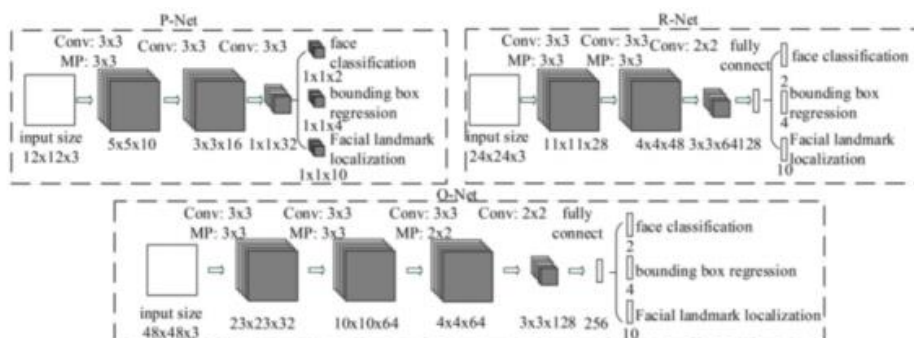 P-Net
Conv: 3x3 Conv: 3x3 Conv: 3x3
MP: 3x3
face
classification
1x1x2
bounding box
regression
1x1x4
Facial landmark
localization
1x1x10
input size
12x12x3
5x5x10
3x3x16
1x1x32
R-Net
Conv: 3x3 Conv: 3x3 Conv: 2x2 fully
MP: 3x3 MP: 3x3 connect
face classification
2
bounding box
regression
4
Facial landmark
localization
10
input size
24x24x3
11x11x28
4x4x48
3x3x64
128
O-Net
Conv: 3x3 Conv: 3x3 Conv: 3x3 Conv: 2x2 fully
MP: 3x3 MP: 3x3 MP: 2x2 connect
face classification
2
bounding box regression
4
Facial landmark localization
10
input size
48x48x3
23x23x32
10x10x64
4x4x64
3x3x128
256